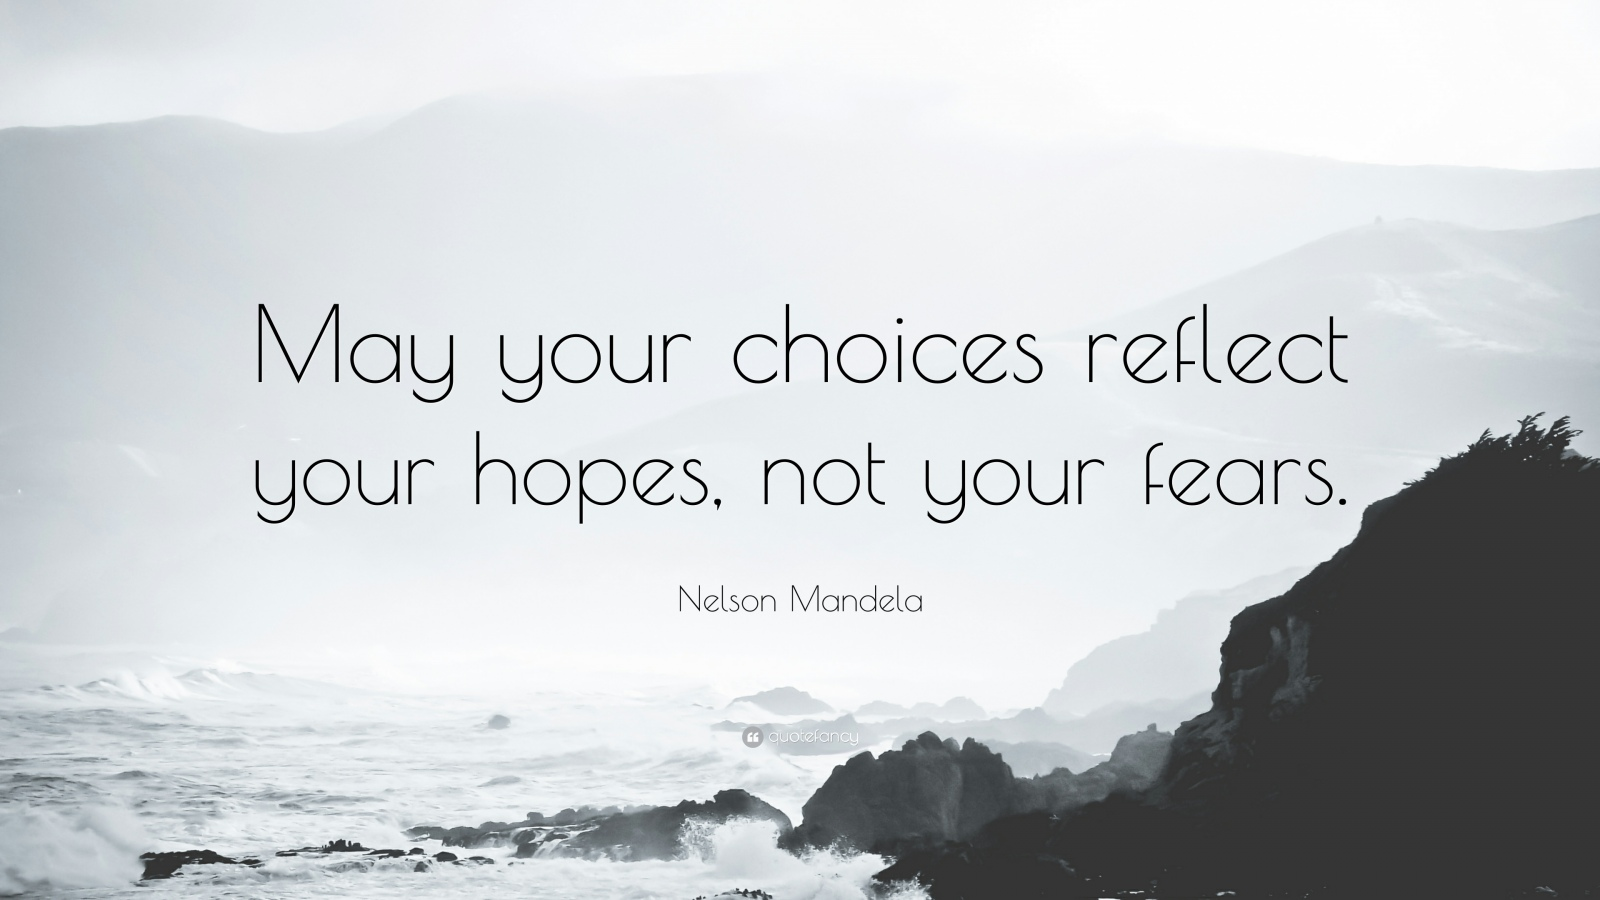 May your choices reflect
your hopes, not your fears.
Nelson Mandela
quotefancy